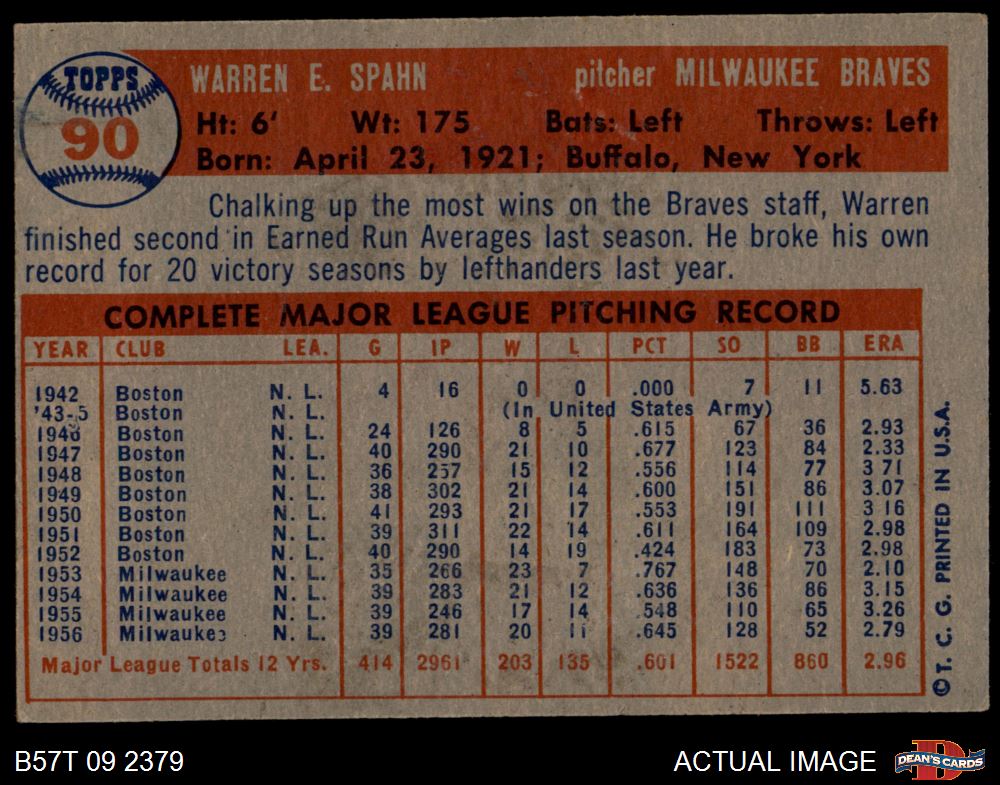 TOPPS
90
WARREN E. SPAHN pitcher MILWAUKEE BRAVES
Ht: 6' Wt: 175 Bats: Left Throws: Left
Born: April 23, 1921; Buffalo, New York
Chalking up the most wins on the Braves staff, Warren
finished second in Earned Run Averages last season. He broke his own
record for 20 victory seasons by lefthanders last year.
COMPLETE MAJOR LEAGUE PITCHING RECORD
YEAR CLUB LEA. G IP W L PCT SO BB ERA
1942 Boston N. L. 4 16 0 0 .000 7 11 5.63
'43-5 Boston N. L. (In United States Army)
1946 Boston N. L. 24 126 8 5 .615 67 36 2.93
1947 Boston N. L. 40 290 21 10 .677 123 84 2.33
1948 Boston N. L. 36 257 15 12 .556 114 77 3.71
1949 Boston N. L. 38 302 21 14 .600 151 86 3.07
1950 Boston N. L. 41 293 21 17 .553 191 111 3.16
1951 Boston N. L. 39 311 22 14 .611 164 109 2.98
1952 Boston N. L. 40 290 14 19 .424 183 73 2.98
1953 Milwaukee N. L. 35 266 23 7 .767 148 70 2.10
1954 Milwaukee N. L. 39 283 21 12 .636 136 86 3.15
1955 Milwaukee N. L. 39 246 17 14 .548 110 65 3.26
1956 Milwaukee N. L. 39 281 20 11 .645 128 52 2.79
Major League Totals 12 Yrs. 414 2961 203 135 .601 1522 860 2.96
©T. C. G. PRINTED IN U.S.A.
B57T 09 2379 ACTUAL IMAGE
DEAN'S CARDS